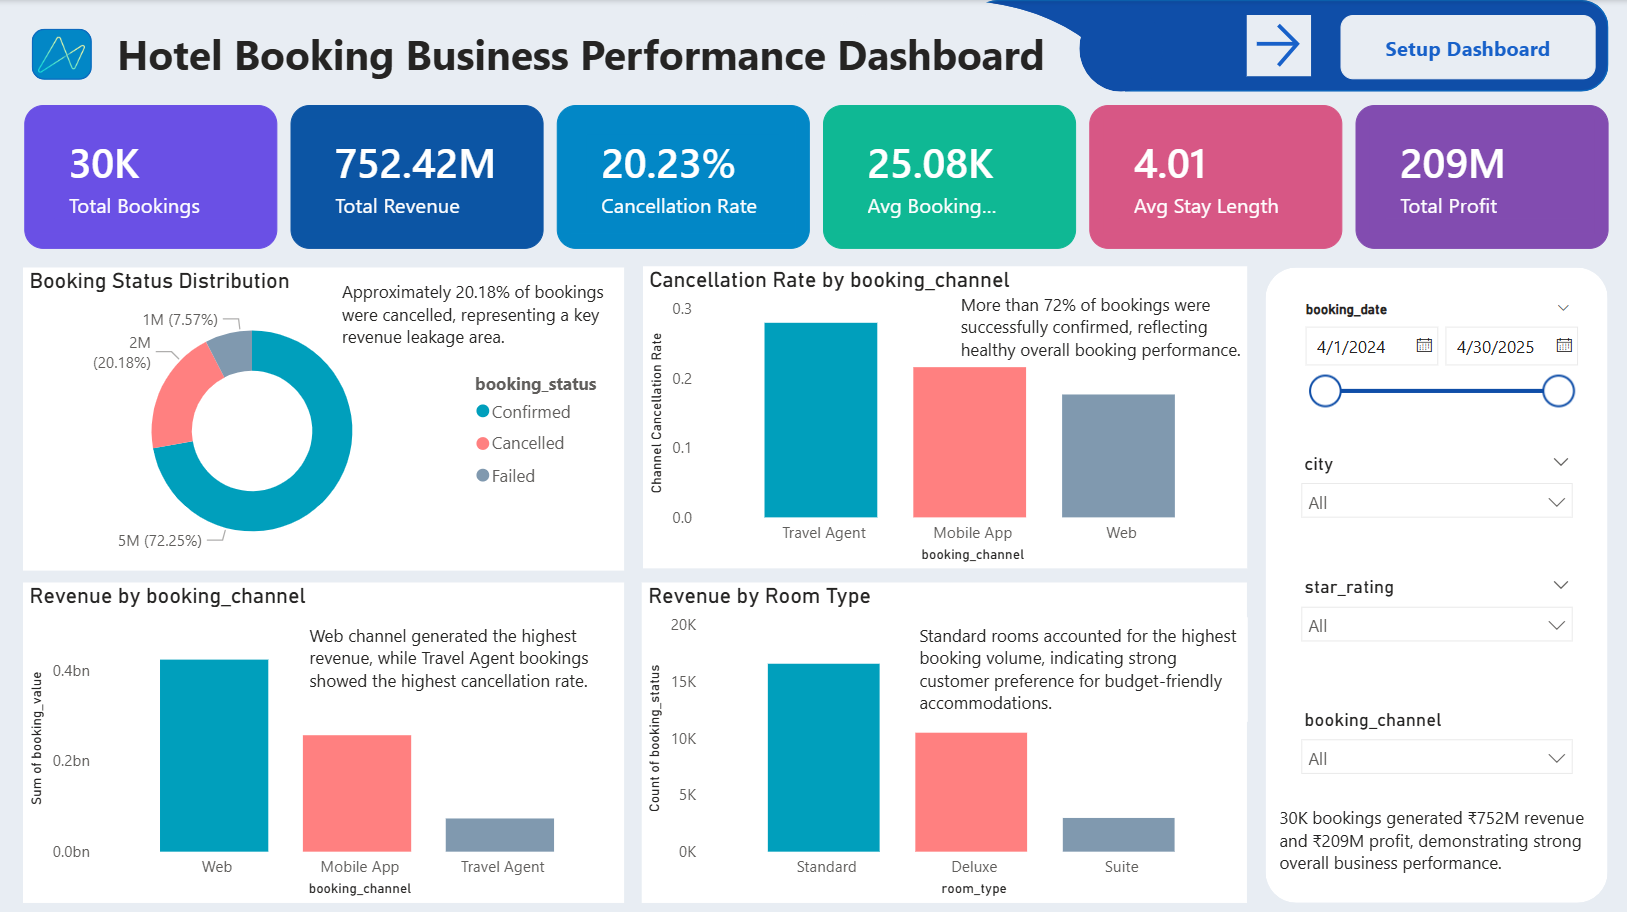 Hotel Booking Business Performance Dashboard
Setup Dashboard
30K
Total Bookings
752.42M
Total Revenue
20.23%
Cancellation Rate
25.08K
Avg Booking...
4.01
Avg Stay Length
209M
Total Profit
Booking Status Distribution
Approximately 20.18% of bookings
were cancelled, representing a key
revenue leakage area.
1M (7.57%)
2M
(20.18%)
5M (72.25%)
booking_status
Confirmed
Cancelled
Failed
Cancellation Rate by booking_channel
More than 72% of bookings were
successfully confirmed, reflecting
healthy overall booking performance.
Channel Cancellation Rate
0.3
0.2
0.1
0.0
Travel Agent
Mobile App
Web
booking_channel
Revenue by booking_channel
Web channel generated the highest
revenue, while Travel Agent bookings
showed the highest cancellation rate.
Sum of booking_value
0.4bn
0.2bn
0.0bn
Web
Mobile App
Travel Agent
booking_channel
Revenue by Room Type
Standard rooms accounted for the highest
booking volume, indicating strong
customer preference for budget-friendly
accommodations.
Count of booking_status
20K
15K
10K
5K
0K
Standard
Deluxe
Suite
room_type
booking_date
4/1/2024
4/30/2025
city
All
star_rating
All
booking_channel
All
30K bookings generated ₹752M revenue
and ₹209M profit, demonstrating strong
overall business performance.